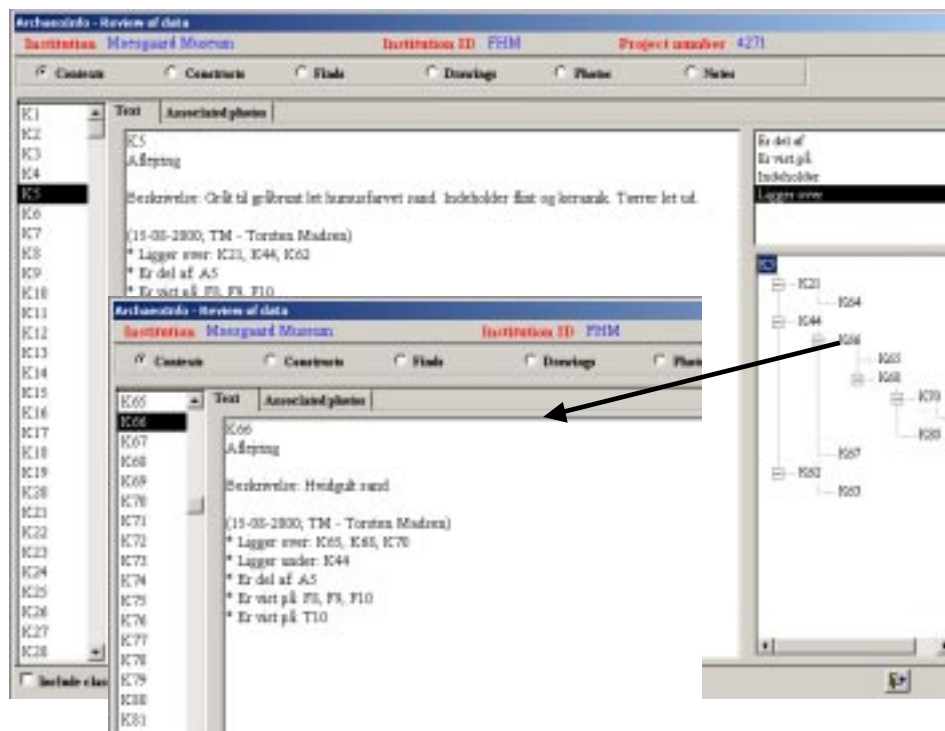 ArchaeoInfo - Review of data
Institution Moesgaard Museum Institution ID FHM Project number 4271
Contexts Constructs Finds Drawings Photos Notes
Text Associated photos
K1
K2
K3
K4
K5
K6
K7
K8
K9
K10
K11
K12
K13
K14
K15
K16
K17
K18
K19
K20
K21
K22
K23
K24
K25
K26
K27
K28
K5
Aflejring
Beskrivelse: Gråt til gråbrunt let humusfarvet sand. Indeholder flint og keramik. Tørrer let ud.
(15-08-2000; TM - Torsten Madsen)
* Ligger over: K21, K44, K62
* Er del af: A5
* Er vist på: F8, F9, F10
Er del af
Er vist på
Indeholder
Ligger over
K5
K21
K64
K44
K66
K65
K68
K70
K80
K67
K62
K63
Include
ArchaeoInfo - Review of data
Institution Moesgaard Museum Institution ID FHM
Contexts Constructs Finds Drawings
Text Associated photos
K65
K66
K67
K68
K69
K70
K71
K72
K73
K74
K75
K76
K77
K78
K79
K80
K81
K66
Aflejring
Beskrivelse: Hvidgult sand
(15-08-2000; TM - Torsten Madsen)
* Ligger over: K65, K68, K70
* Ligger under: K44
* Er del af: A5
* Er vist på: F8, F9, F10
* Er vist på: T10